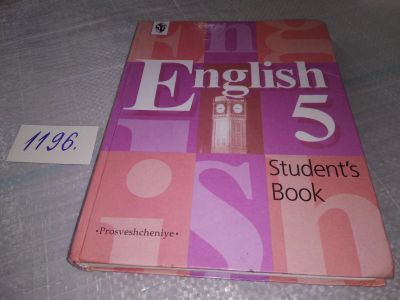 English
5
Student's
Book
•Prosveshcheniye•
1196.